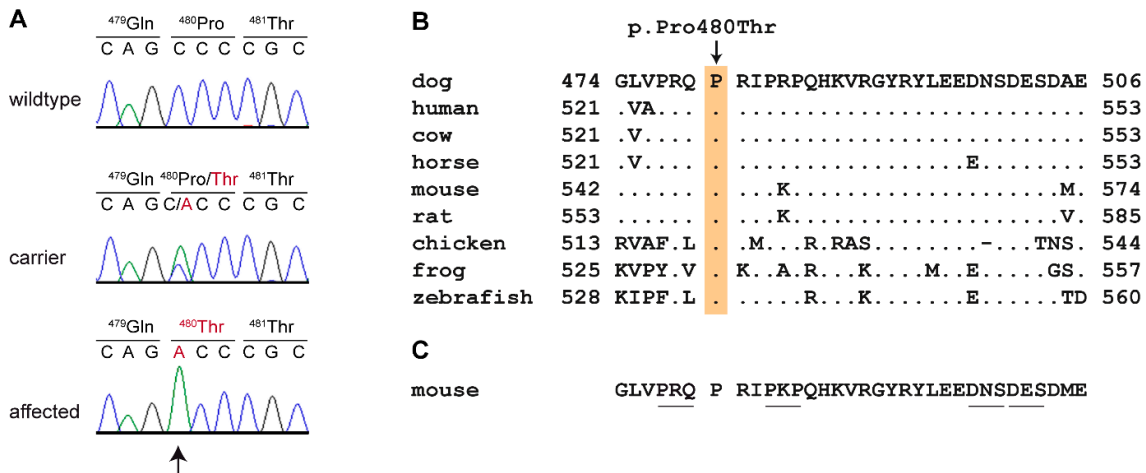 A
479Gln 480Pro 481Thr
C A G C C C C G C
wildtype
479Gln 480Pro/Thr 481Thr
C A G C/A C C C G C
carrier
479Gln 480Thr 481Thr
C A G A C C C G C
affected
B
p.Pro480Thr
dog 474 GLVPRQ P RIPRPQHKVRGYRYLEEDNSDESDAE 506
human 521 .VA... . .......................... 553
cow 521 .V.... . .......................... 553
horse 521 .V.... . .................E........ 553
mouse 542 ...... . ...K....................M. 574
rat 553 ...... . ...K....................V. 585
chicken 513 RVAF.L . .M...R.RAS........-...TNS. 544
frog 525 KVPY.V . K..A.R...K....M..E.....GS. 557
zebrafish 528 KIPF.L . .....R...K.......E......TD 560
C
mouse GLVPRQ P RIPKPQHKVRGYRYLEEDNSDESDME